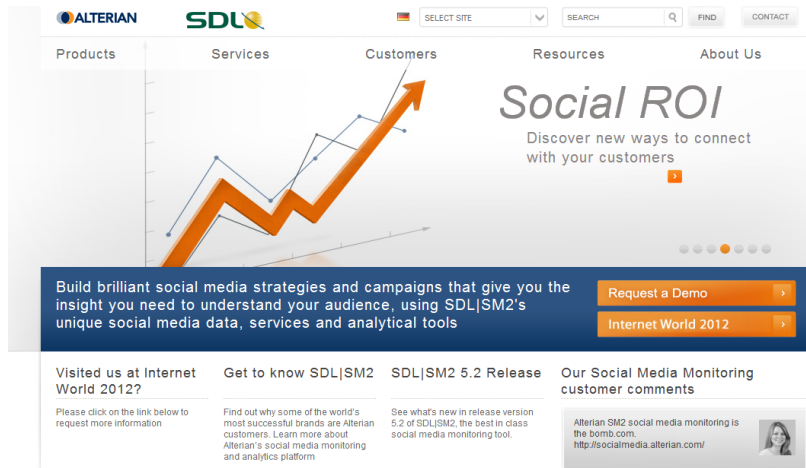 ALTERIAN
SDL
SELECT SITE
SEARCH
FIND
CONTACT
Products
Services
Customers
Resources
About Us
Social ROI
Discover new ways to connect
with your customers
Build brilliant social media strategies and campaigns that give you the
insight you need to understand your audience, using SDL|SM2's
unique social media data, services and analytical tools
Request a Demo
Internet World 2012
Visited us at Internet
World 2012?
Please click on the link below to
request more information
Get to know SDL|SM2
Find out why some of the world's
most successful brands are Alterian
customers. Learn more about
Alterian's social media monitoring
and analytics platform
SDL|SM2 5.2 Release
See what's new in release version
5.2 of SDL|SM2, the best in class
social media monitoring tool.
Our Social Media Monitoring
customer comments
Alterian SM2 social media monitoring is
the bomb.com.
http://socialmedia.alterian.com/